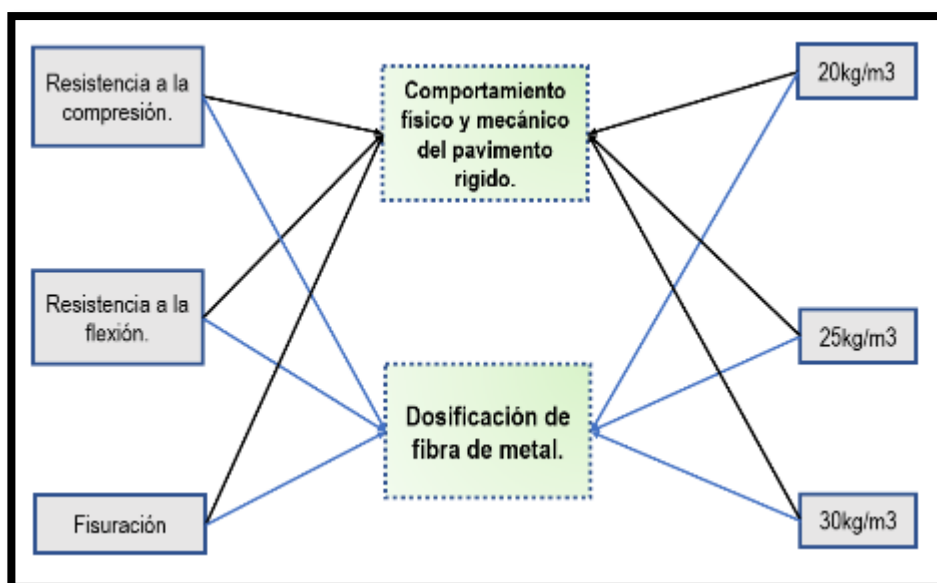 Resistencia a la
compresión.
Comportamiento
físico y mecánico
del pavimento
rigido.
20kg/m3
Resistencia a la
flexión.
25kg/m3
Dosificación de
fibra de metal.
Fisuración
30kg/m3